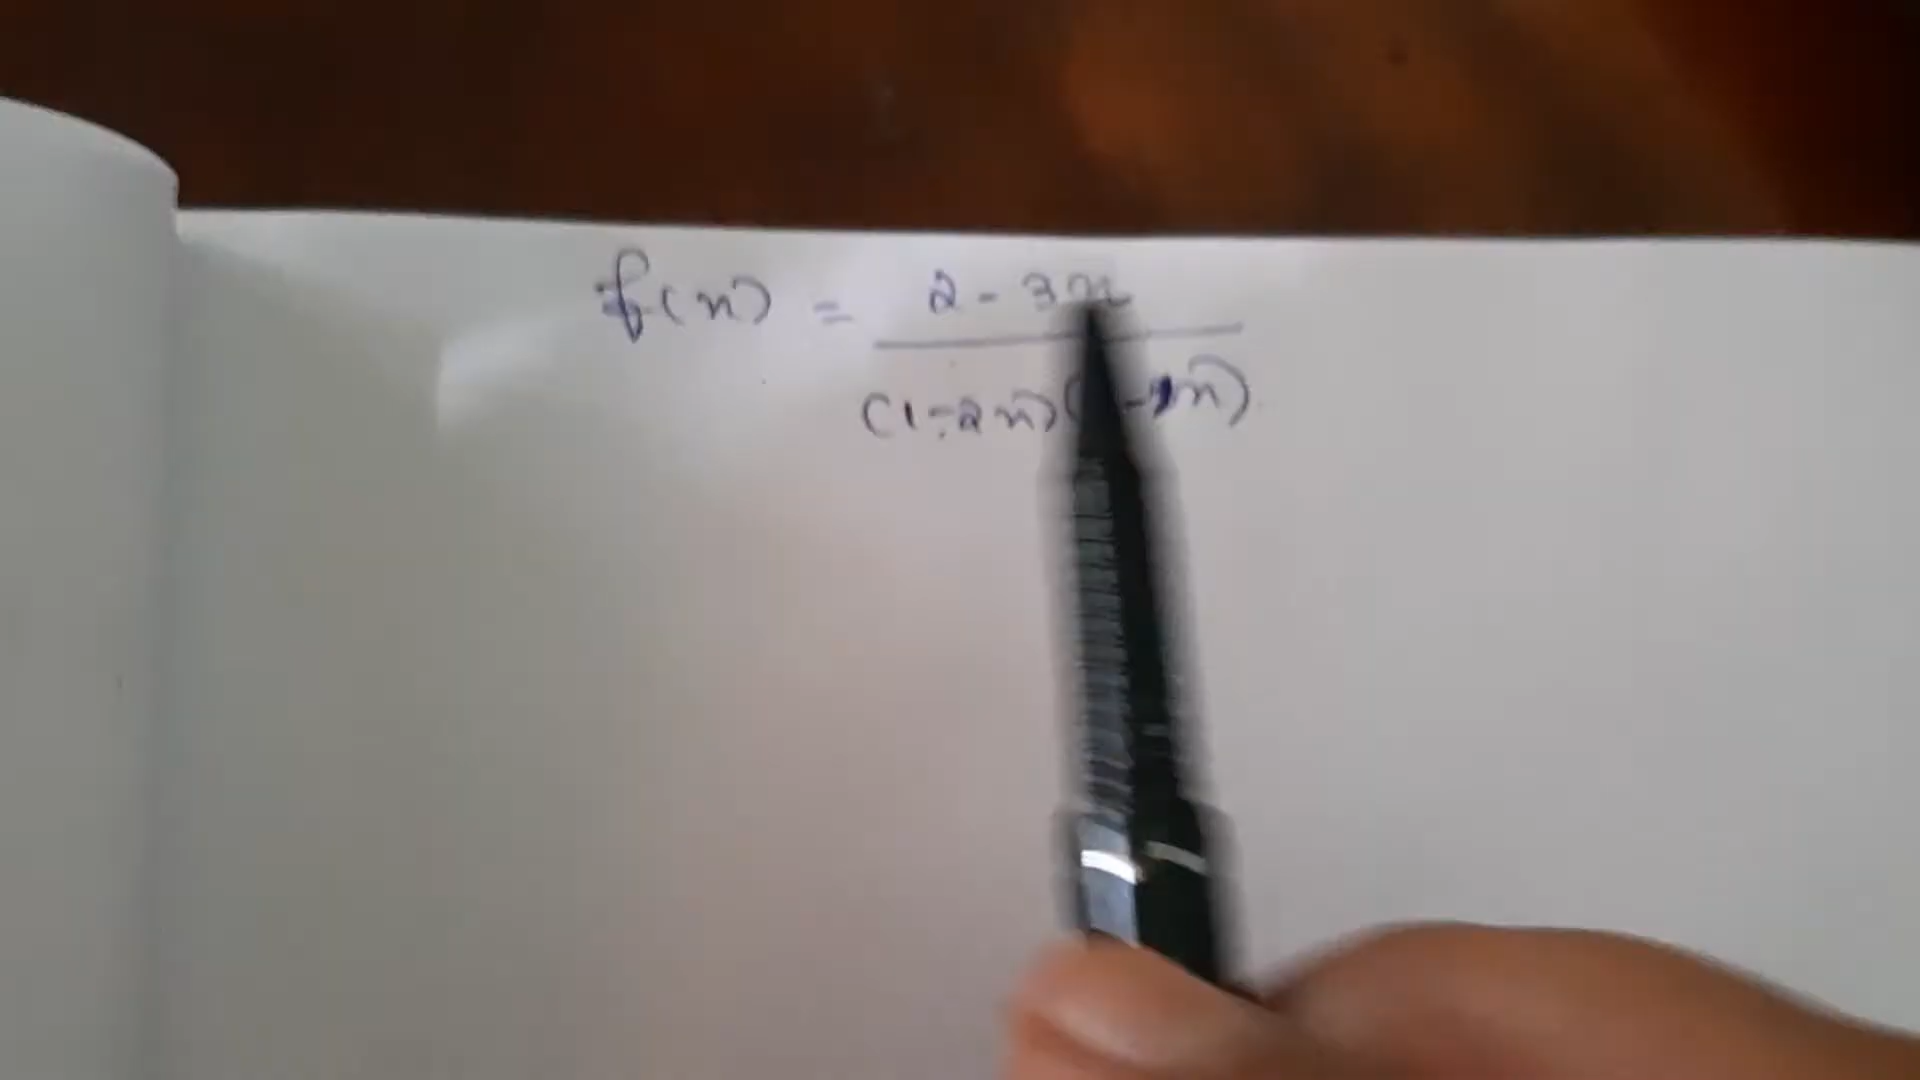 f(x) = 2 - 3x
(1-2x)( -x)